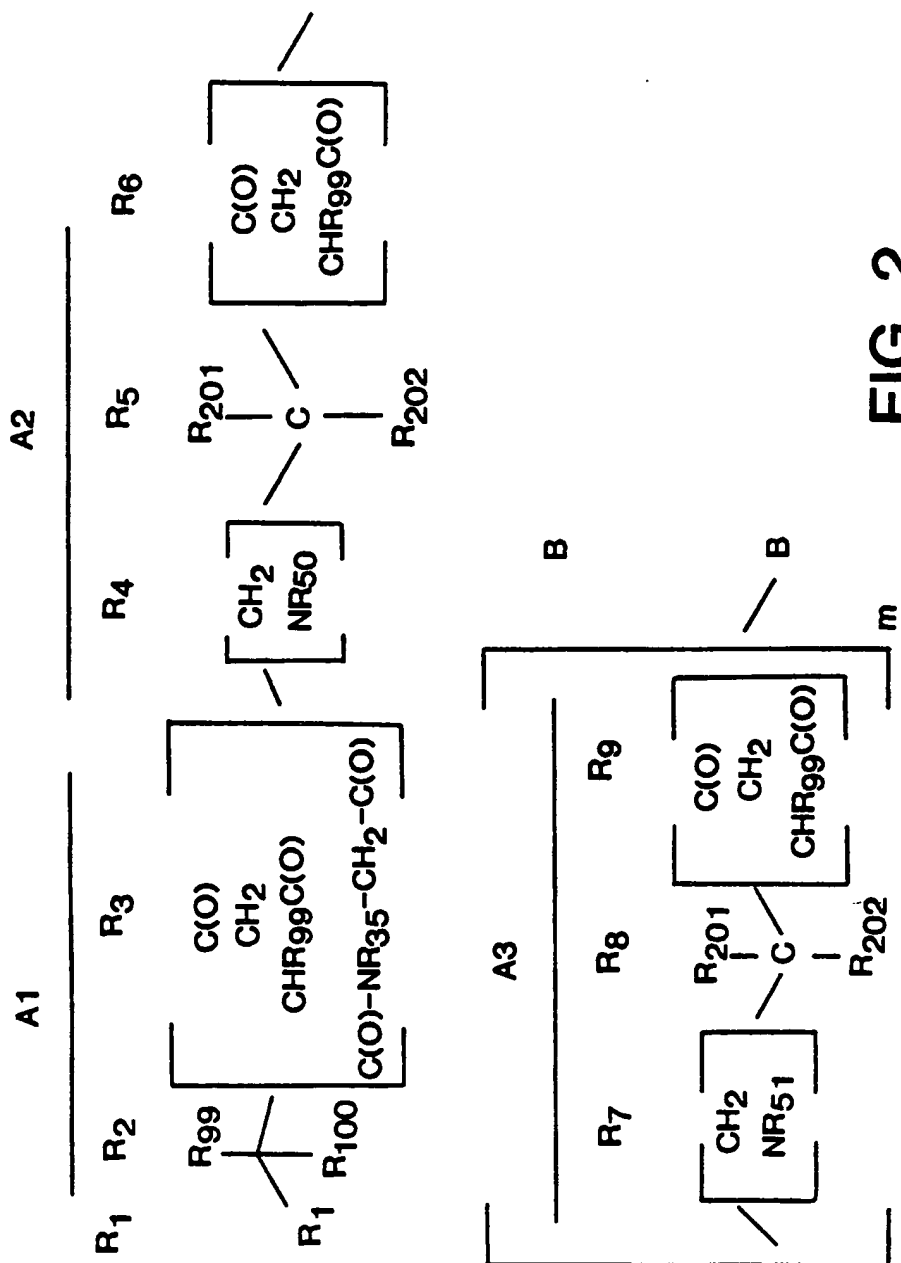 A1 A2
R1 R2 R3 R4 R5 R6
R99
R1
R100
C(O)
CH2
CHR99C(O)
C(O)-NR35-CH2-C(O)
CH2
NR50
R201
C
R202
C(O)
CH2
CHR99C(O)
A3 B
R7 R8 R9
CH2
NR51
R201
C
R202
C(O)
CH2
CHR99C(O)
B
m
FIG 2